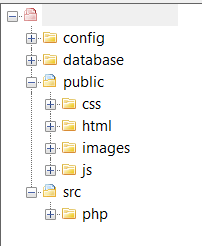 config
database
public
css
html
images
js
src
php